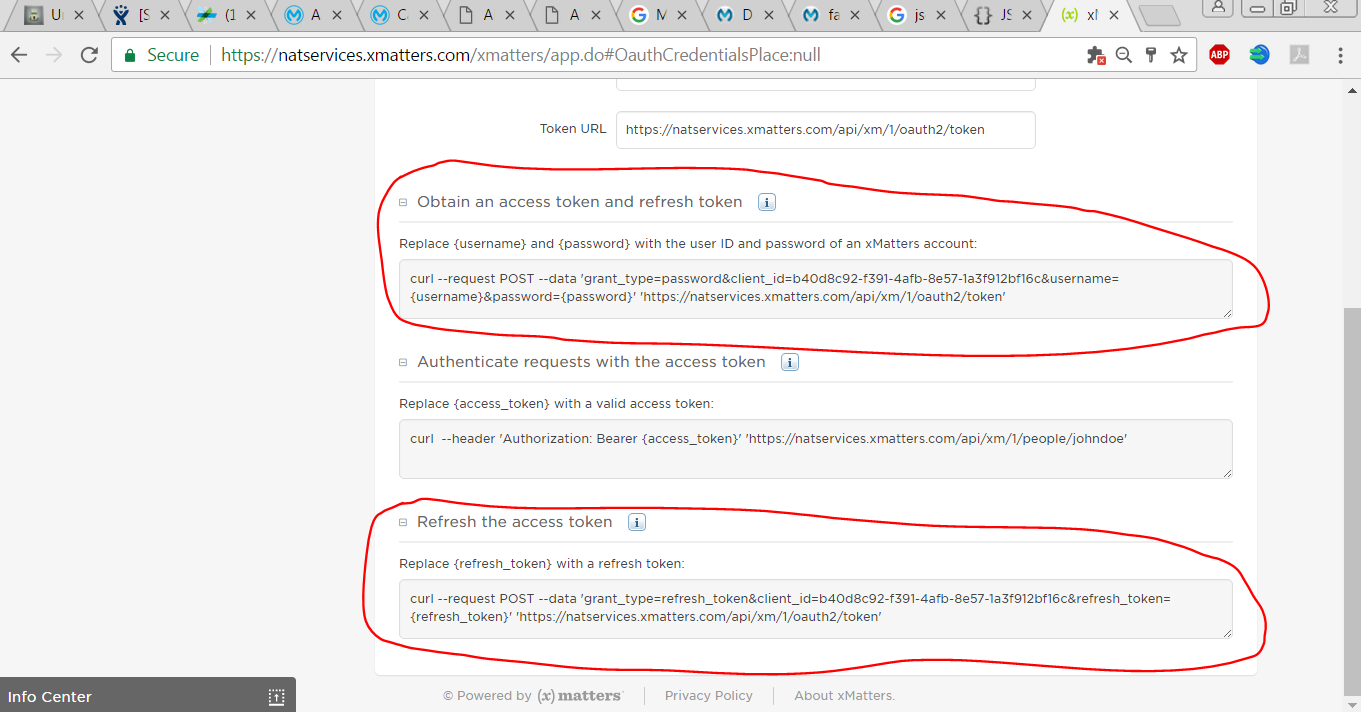 Ur
[S
(1
A
C
A
A
M
D
fa
js
JS
xI
Secure
https://natservices.xmatters.com/xmatters/app.do#OauthCredentialsPlace:null
ABP
Token URL
https://natservices.xmatters.com/api/xm/1/oauth2/token
Obtain an access token and refresh token
i
Replace {username} and {password} with the user ID and password of an xMatters account:
curl --request POST --data 'grant_type=password&client_id=b40d8c92-f391-4afb-8e57-1a3f912bf16c&username=
{username}&password={password}' 'https://natservices.xmatters.com/api/xm/1/oauth2/token'
Authenticate requests with the access token
i
Replace {access_token} with a valid access token:
curl  --header 'Authorization: Bearer {access_token}' 'https://natservices.xmatters.com/api/xm/1/people/johndoe'
Refresh the access token
i
Replace {refresh_token} with a refresh token:
curl --request POST --data 'grant_type=refresh_token&client_id=b40d8c92-f391-4afb-8e57-1a3f912bf16c&refresh_token=
{refresh_token}' 'https://natservices.xmatters.com/api/xm/1/oauth2/token'
Info Center
© Powered by (x)matters
Privacy Policy
About xMatters.